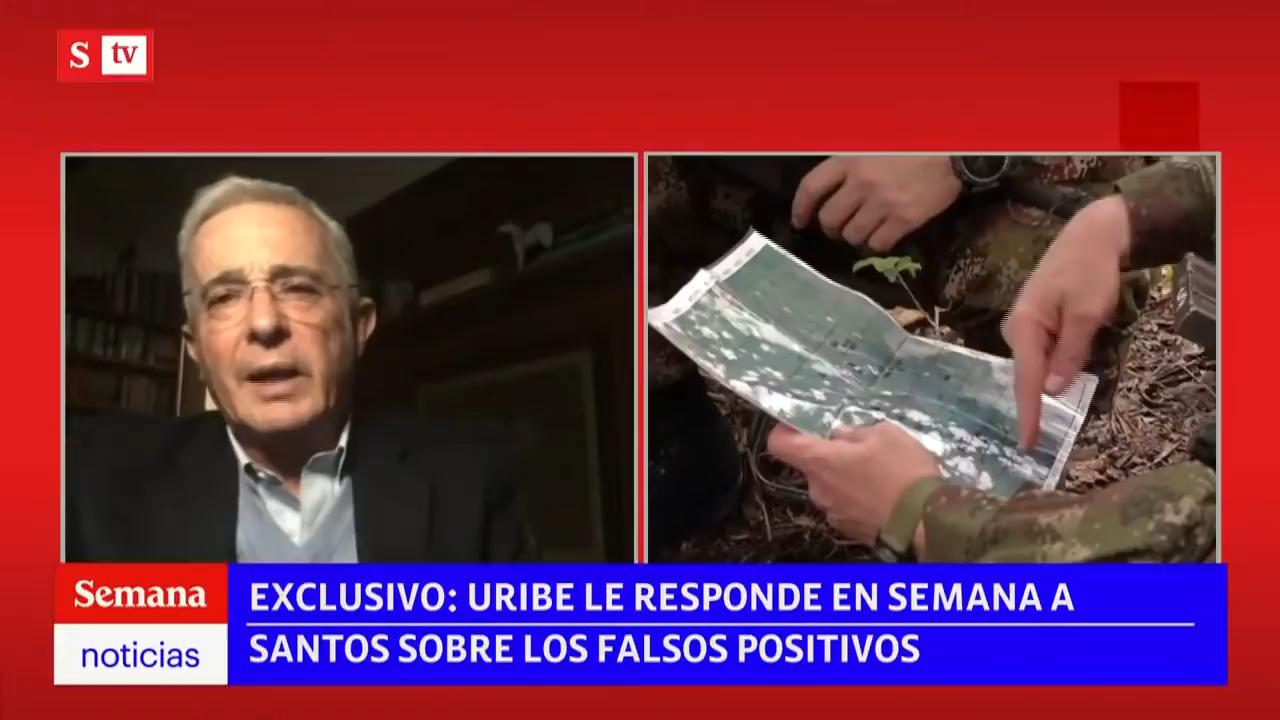 S tv
Semana
noticias
EXCLUSIVO: URIBE LE RESPONDE EN SEMANA A
SANTOS SOBRE LOS FALSOS POSITIVOS